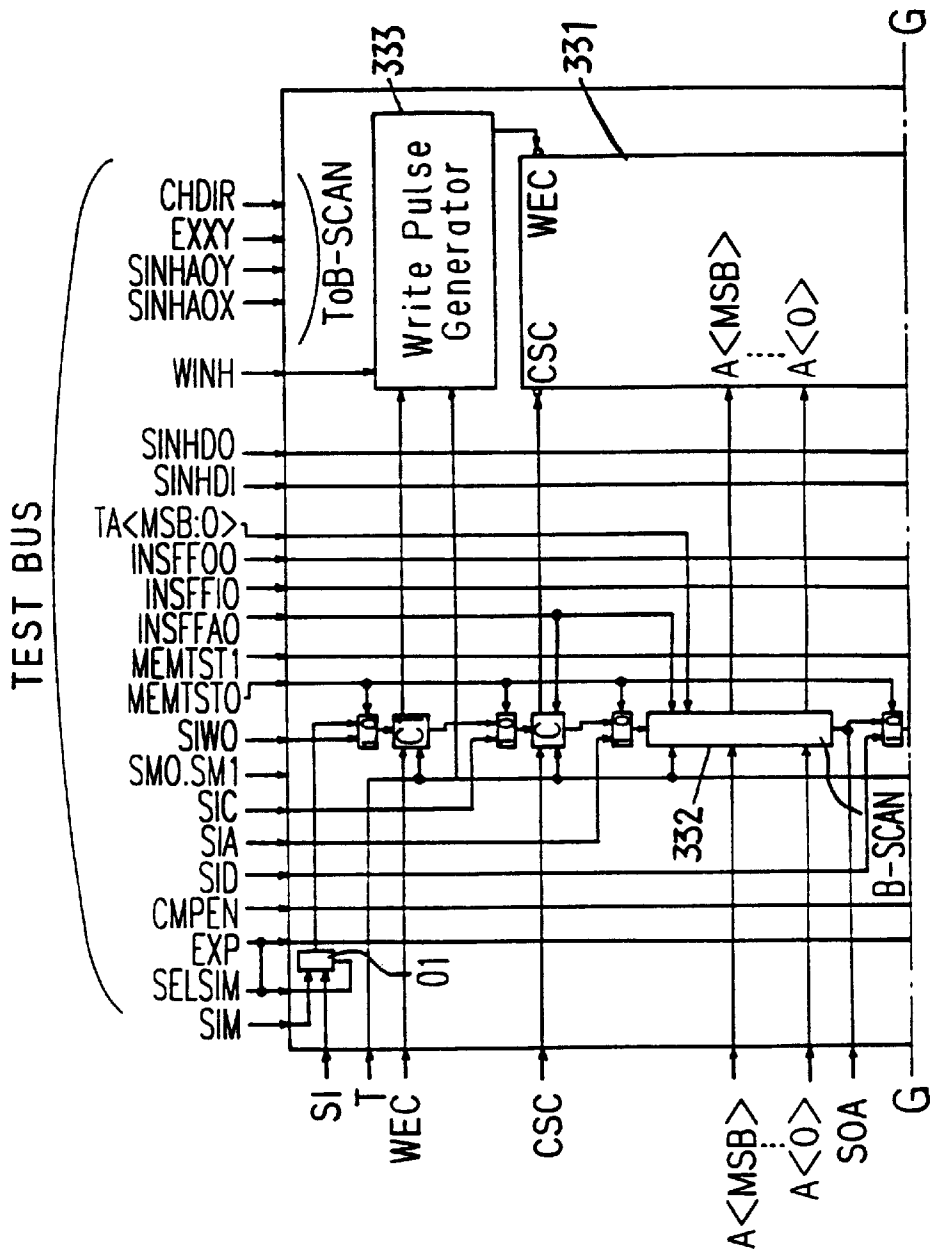 TEST BUS
CHDIR
EXXY
SINHAOY
SINHAOX
WINH
SINHDO
SINHDI
TA<MSB:0>
INSFFOO
INSFFIO
INSFFAO
MEMTST1
MEMTSTO
SIWO
SMO.SM1
SIC
SIA
SID
CMPEN
EXP
SELSIM
SIM
ToB-SCAN
333
331
Write Pulse
Generator
CSC
WEC
A<MSB>
A<0>
C
C
332
B-SCAN
01
SI
T
WEC
CSC
A<MSB>
A<0>
SOA
G
G